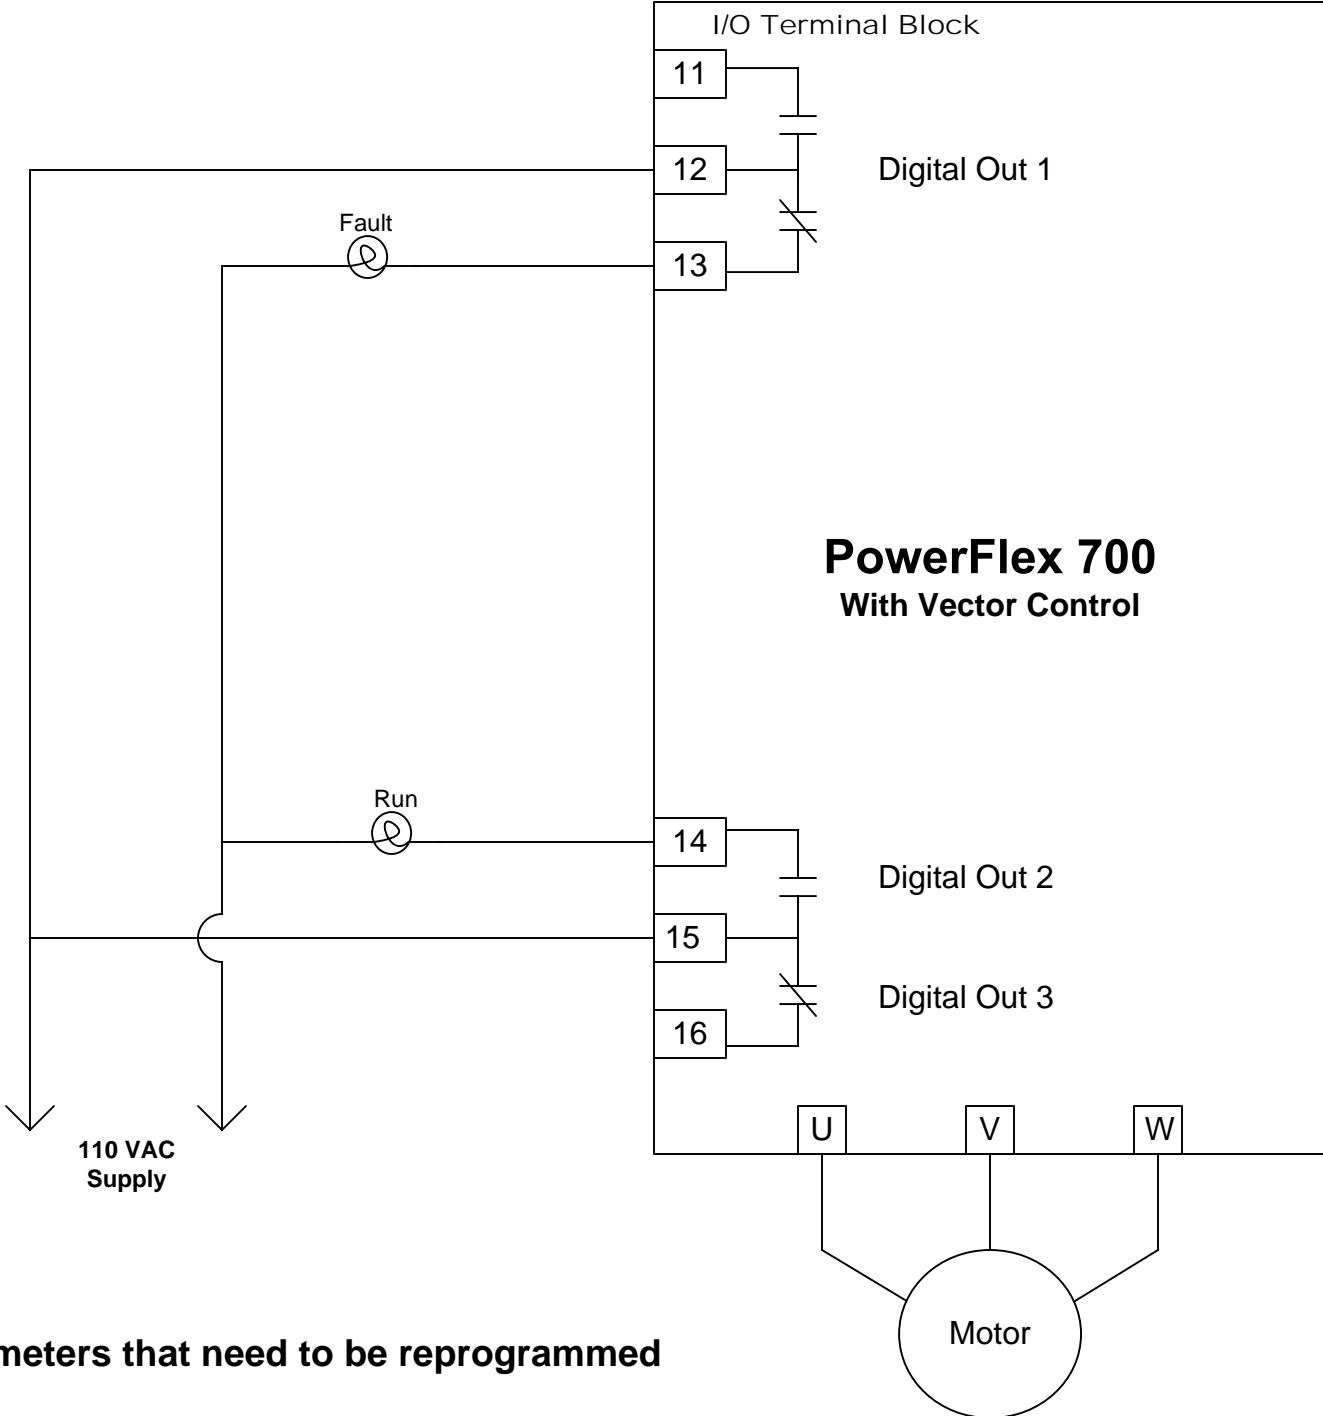 I/O Terminal Block
11
12
Digital Out 1
Fault
13
PowerFlex 700
With Vector Control
Run
14
Digital Out 2
15
Digital Out 3
16
U V W
110 VAC
Supply
Motor
meters that need to be reprogrammed